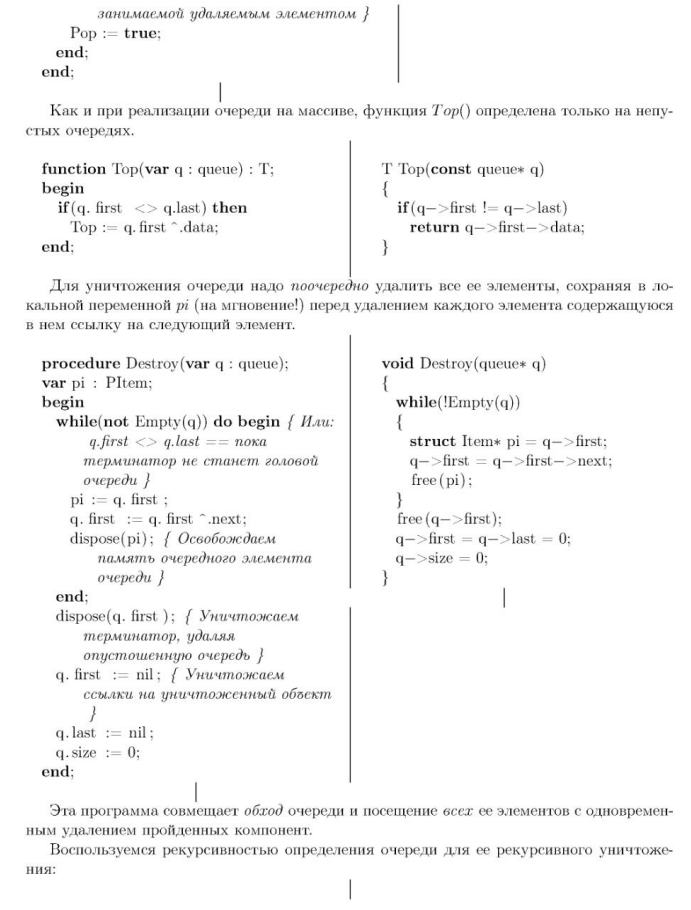 занимаемой удаляемым элементом }
Pop := true;
end;
end;
Как и при реализации очереди на массиве, функция Top() определена только на непу-
стых очередях.
function Top(var q : queue) : T;
begin
if(q. first <> q.last) then
Top := q.first ^.data;
end;
T Top(const queue* q)
{
if(q−>first != q−>last)
return q−>first−>data;
}
Для уничтожения очереди надо поочередно удалить все ее элементы, сохраняя в ло-
кальной переменной pi (на мгновение!) перед удалением каждого элемента содержащуюся
в нем ссылку на следующий элемент.
procedure Destroy(var q : queue);
var pi : PItem;
begin
while(not Empty(q)) do begin { Или:
q.first <> q.last == пока
терминатор не станет головой
очереди }
pi := q. first ;
q. first := q. first ^.next;
dispose(pi); { Освобождаем
память очередного элемента
очереди }
end;
dispose(q. first ); { Уничтожаем
терминатор, удаляя
опустошенную очередь }
q. first := nil; { Уничтожаем
ссылки на уничтоженный объект
}
q.last := nil;
q.size := 0;
end;
void Destroy(queue* q)
{
while(!Empty(q))
{
struct Item* pi = q−>first;
q−>first = q−>first−>next;
free(pi);
}
free(q−>first);
q−>first = q−>last = 0;
q−>size = 0;
}
Эта программа совмещает обход очереди и посещение всех ее элементов с одновремен-
ным удалением пройденных компонент.
Воспользуемся рекурсивностью определения очереди для ее рекурсивного уничтоже-
ния: